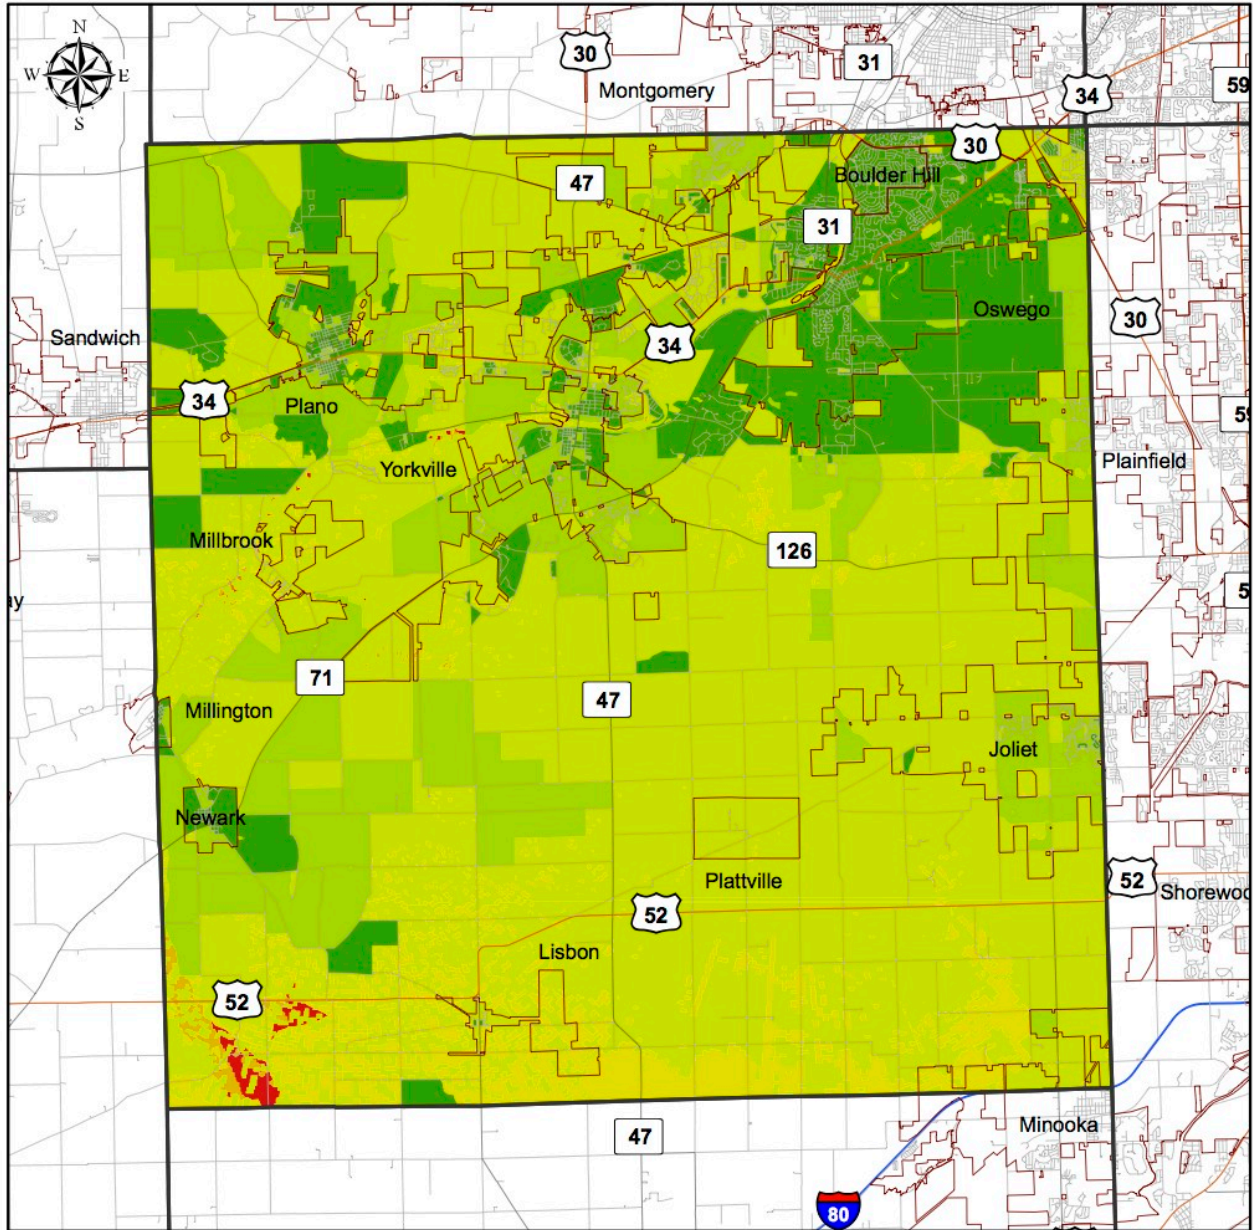 N
W E
S
30
Montgomery
31
34
59
30
47
Boulder Hill
31
Oswego
30
Sandwich
34
34
Plano
59
Plainfield
Yorkville
Millbrook
126
71
47
Millington
Joliet
Newark
Plattville
52
Shorewoo
52
Lisbon
52
47
Minooka
80